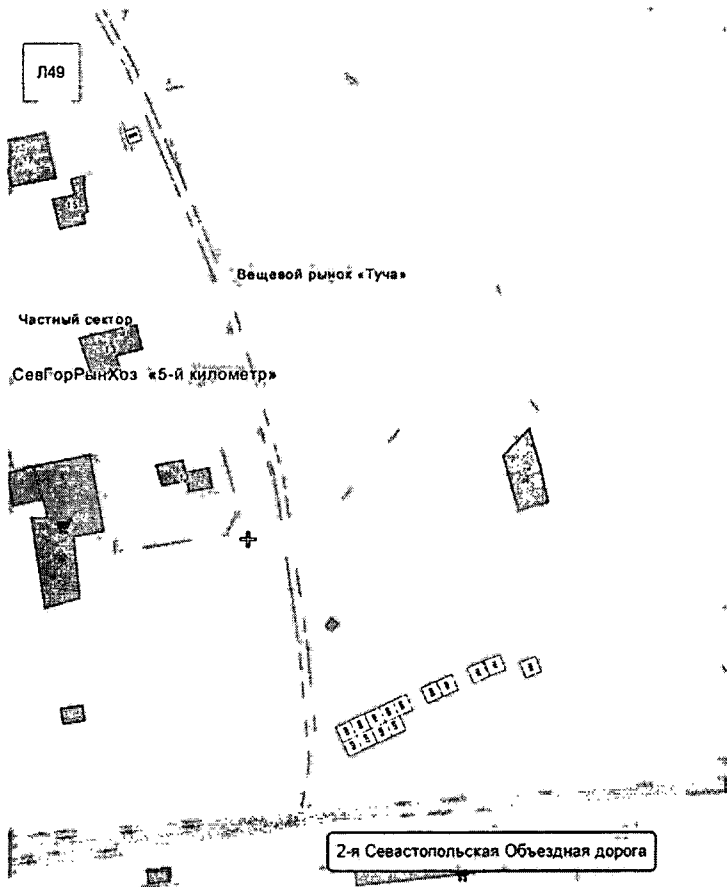 Л49
Вещевой рынок «Туча»
Частный сектор
СевГорРынХоз «5-й километр»
2-я Севастопольская Объездная дорога